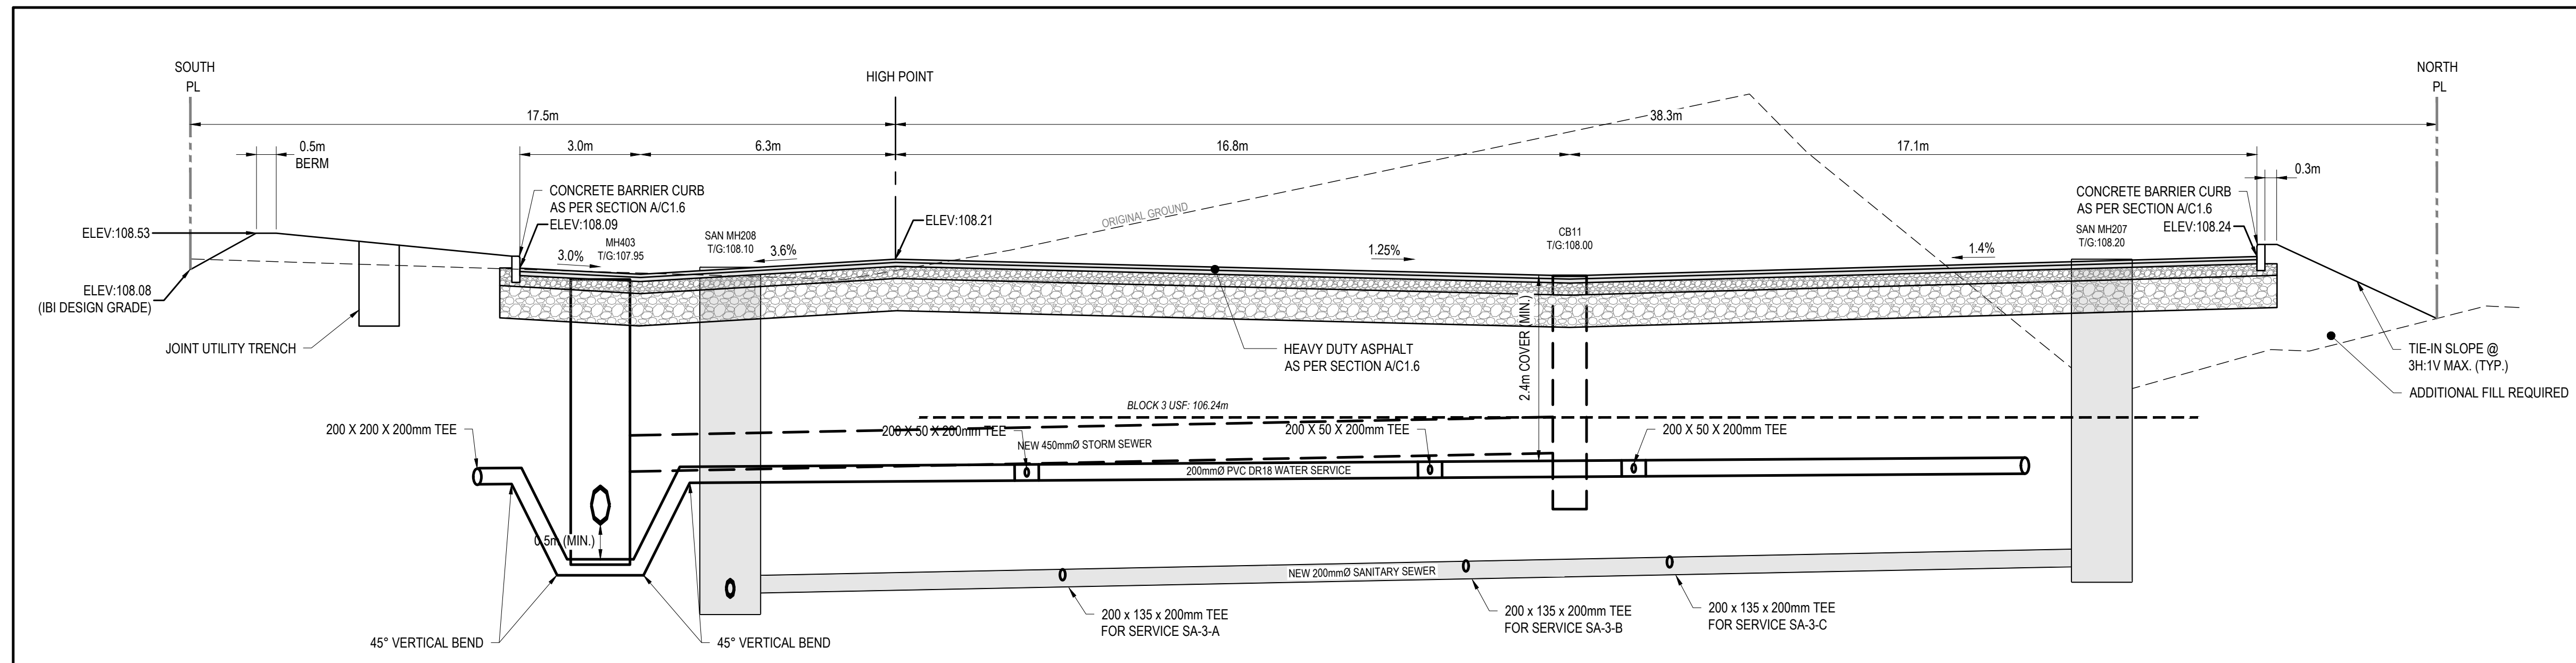 SOUTH
PL
HIGH POINT
NORTH
PL
17.5m
38.3m
0.5m
BERM
3.0m
6.3m
16.8m
17.1m
0.3m
CONCRETE BARRIER CURB
AS PER SECTION A/C1.6
ELEV:108.09
CONCRETE BARRIER CURB
AS PER SECTION A/C1.6
ELEV:108.24
ORIGINAL GROUND
ELEV:108.53
ELEV:108.21
MH403
T/G:107.95
SAN MH208
T/G:108.10
CB11
T/G:108.00
SAN MH207
T/G:108.20
3.0%
3.6%
1.25%
1.4%
ELEV:108.08
(IBI DESIGN GRADE)
JOINT UTILITY TRENCH
HEAVY DUTY ASPHALT
AS PER SECTION A/C1.6
2.4m COVER (MIN.)
TIE-IN SLOPE @
3H:1V MAX. (TYP.)
ADDITIONAL FILL REQUIRED
BLOCK 3 USF: 106.24m
200 X 200 X 200mm TEE
200 X 50 X 200mm TEE
200 X 50 X 200mm TEE
200 X 50 X 200mm TEE
NEW 450mmØ STORM SEWER
200mmØ PVC DR18 WATER SERVICE
0.5m (MIN.)
NEW 200mmØ SANITARY SEWER
200 x 135 x 200mm TEE
FOR SERVICE SA-3-A
200 x 135 x 200mm TEE
FOR SERVICE SA-3-B
200 x 135 x 200mm TEE
FOR SERVICE SA-3-C
45° VERTICAL BEND
45° VERTICAL BEND